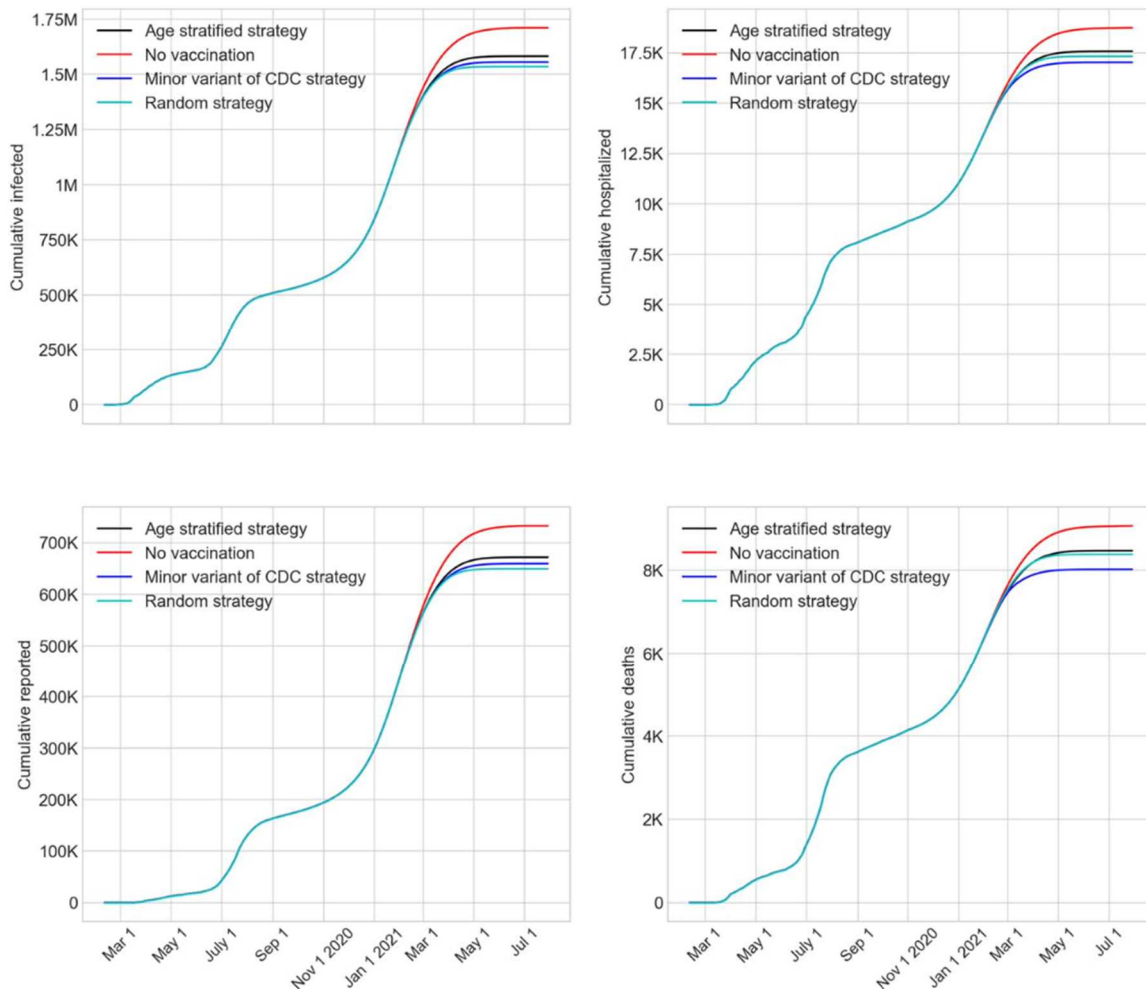 1.75M
1.5M
1.25M
1M
750K
500K
250K
0
Cumulative infected
Age stratified strategy
No vaccination
Minor variant of CDC strategy
Random strategy
17.5K
15K
12.5K
10K
7.5K
5K
2.5K
0
Cumulative hospitalized
Age stratified strategy
No vaccination
Minor variant of CDC strategy
Random strategy
700K
600K
500K
400K
300K
200K
100K
0
Cumulative reported
Age stratified strategy
No vaccination
Minor variant of CDC strategy
Random strategy
Mar 1
May 1
July 1
Sep 1
Nov 1 2020
Jan 1 2021
Mar 1
May 1
Jul 1
8K
6K
4K
2K
0
Cumulative deaths
Age stratified strategy
No vaccination
Minor variant of CDC strategy
Random strategy
Mar 1
May 1
July 1
Sep 1
Nov 1 2020
Jan 1 2021
Mar 1
May 1
Jul 1